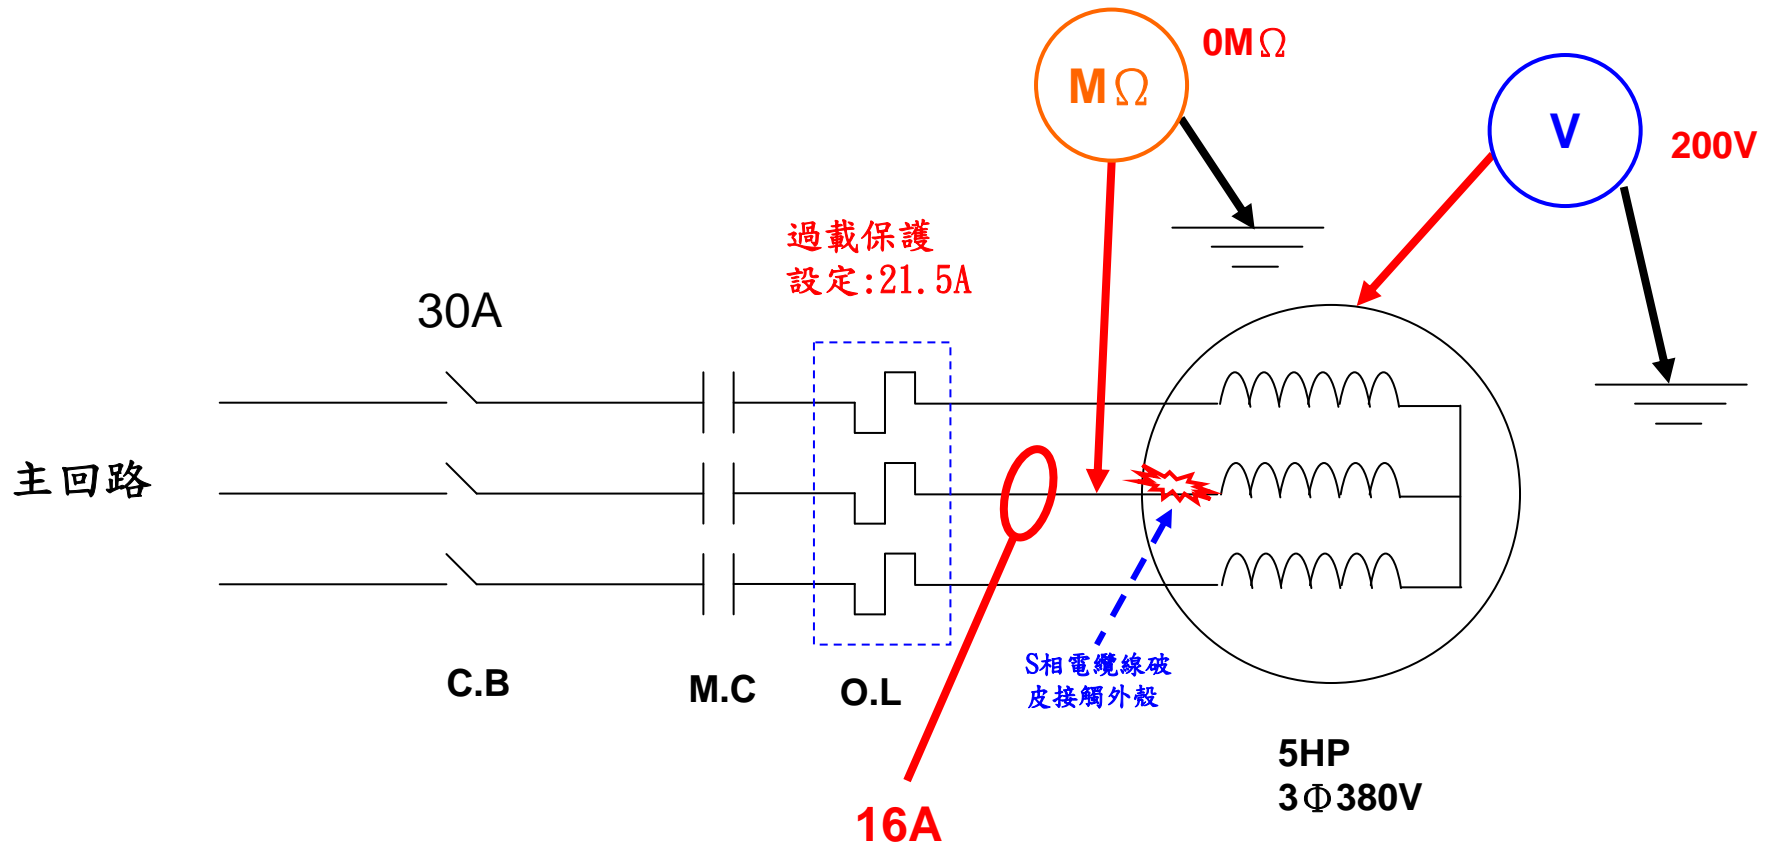 0MΩ
MΩ
V
200V
過載保護
設定:21.5A
30A
主回路
S相電纜線破
皮接觸外殼
C.B
M.C
O.L
5HP
3Φ380V
16A